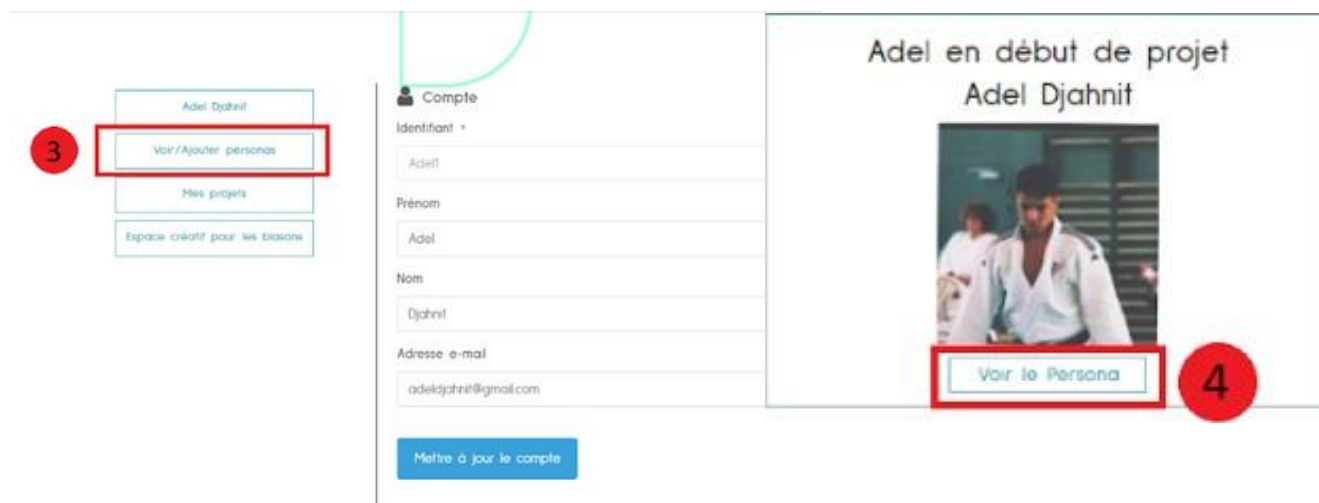 3
Adel Djahnit
Voir/Ajouter personas
Mes projets
Espace créatif pour les blasons
Compte
Identifiant *
Adel1
Prénom
Adel
Nom
Djahnit
Adresse e-mail
adeldjahnit@gmail.com
Mettre à jour le compte
Adel en début de projet
Adel Djahnit
Voir le Persona
4